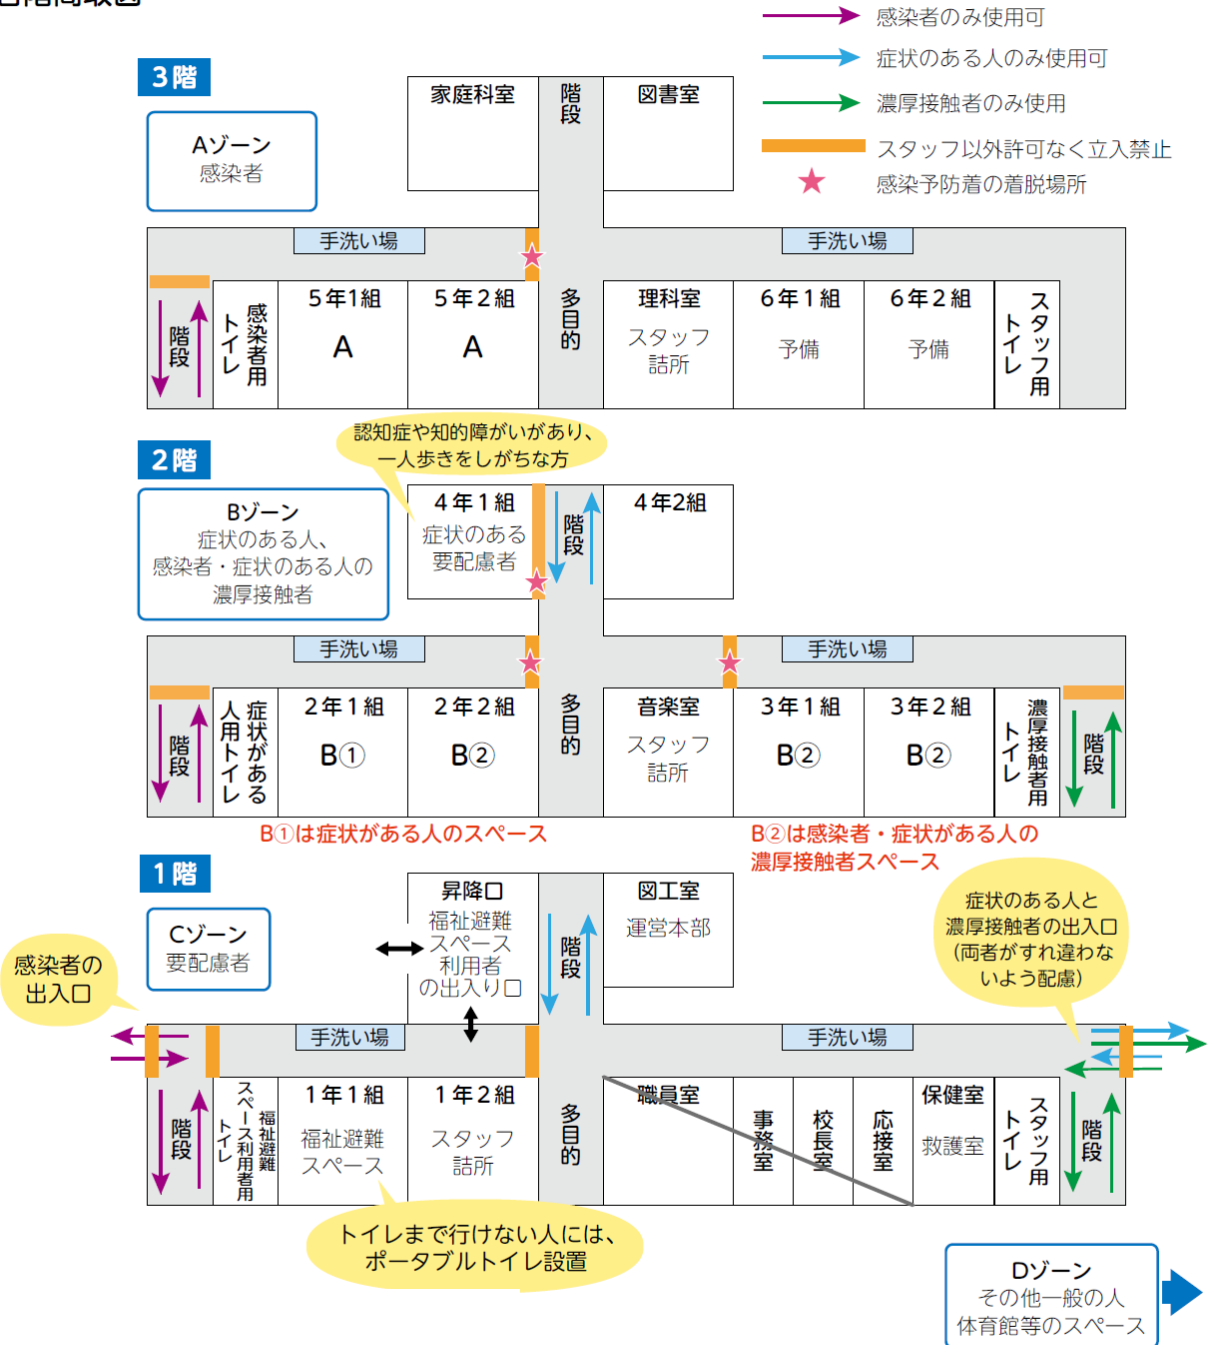 各階間取図
感染者のみ使用可
症状のある人のみ使用可
濃厚接触者のみ使用
スタッフ以外許可なく立入禁止
感染予防着の着脱場所
3階
Aゾーン
感染者
家庭科室
階段
図書室
手洗い場
手洗い場
階段
感染者用
トイレ
5年1組
A
5年2組
A
多目的
理科室
スタッフ
詰所
6年1組
予備
6年2組
予備
スタッフ用
トイレ
認知症や知的障がいがあり、
一人歩きをしがちな方
2階
Bゾーン
症状のある人、
感染者・症状のある人の
濃厚接触者
4年1組
症状のある
要配慮者
階段
4年2組
手洗い場
手洗い場
階段
症状がある
人用トイレ
2年1組
B①
2年2組
B②
多目的
音楽室
スタッフ
詰所
3年1組
B②
3年2組
B②
濃厚接触者用
トイレ
階段
B①は症状がある人のスペース
B②は感染者・症状がある人の
濃厚接触者スペース
1階
Cゾーン
要配慮者
感染者の
出入口
昇降口
福祉避難
スペース
利用者
の出入り口
階段
図工室
運営本部
症状のある人と
濃厚接触者の出入口
(両者がすれ違わな
いよう配慮)
手洗い場
手洗い場
階段
福祉避難
スペース利用者用
トイレ
1年1組
福祉避難
スペース
1年2組
スタッフ
詰所
多目的
職員室
事務室
校長室
応接室
保健室
救護室
スタッフ用
トイレ
階段
トイレまで行けない人には、
ポータブルトイレ設置
Dゾーン
その他一般の人
体育館等のスペース